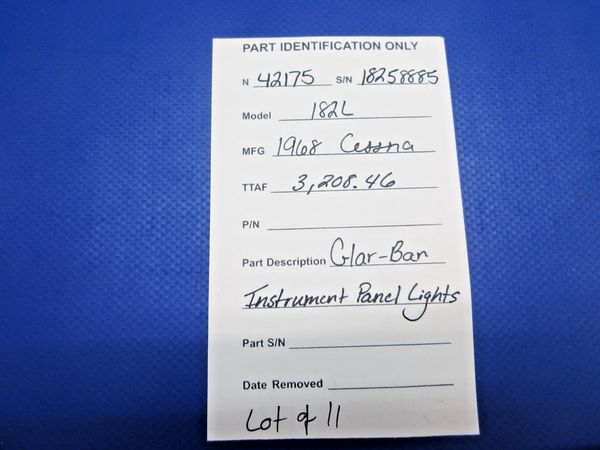 PART IDENTIFICATION ONLY
N 42175 S/N 18258885
Model 182L
MFG 1968 Cessna
TTAF 3,208.46
P/N
Part Description Glar-Ban
Instrument Panel Lights
Part S/N
Date Removed
Lot of 11